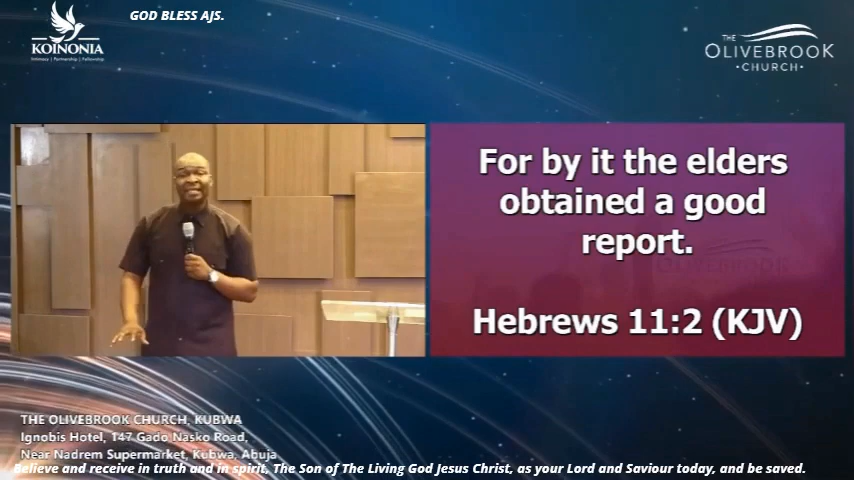 GOD BLESS AJS.
KOINONIA
Intimacy | Partnership | Fellowship
THE
OLIVEBROOK
•CHURCH•
For by it the elders
obtained a good
report.
Hebrews 11:2 (KJV)
OLIVEBROOK
THE OLIVEBROOK CHURCH, KUBWA
Ignobis Hotel, 147 Gado Nasko Road,
Near Nadrem Supermarket, Kubwa, Abuja
Believe and receive in truth and in spirit, The Son of The Living God Jesus Christ, as your Lord and Saviour today, and be saved.